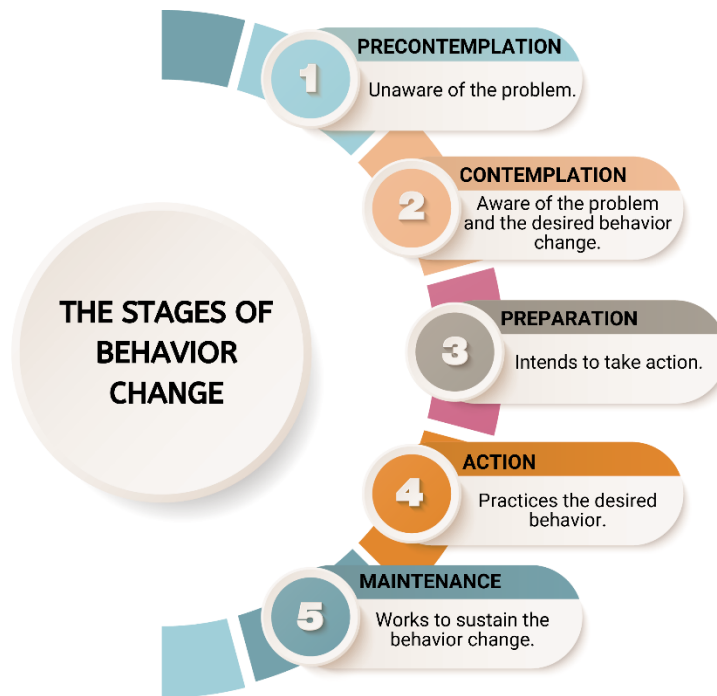 THE STAGES OF
BEHAVIOR
CHANGE
1
PRECONTEMPLATION
Unaware of the problem.
2
CONTEMPLATION
Aware of the problem
and the desired behavior
change.
3
PREPARATION
Intends to take action.
4
ACTION
Practices the desired
behavior.
5
MAINTENANCE
Works to sustain the
behavior change.